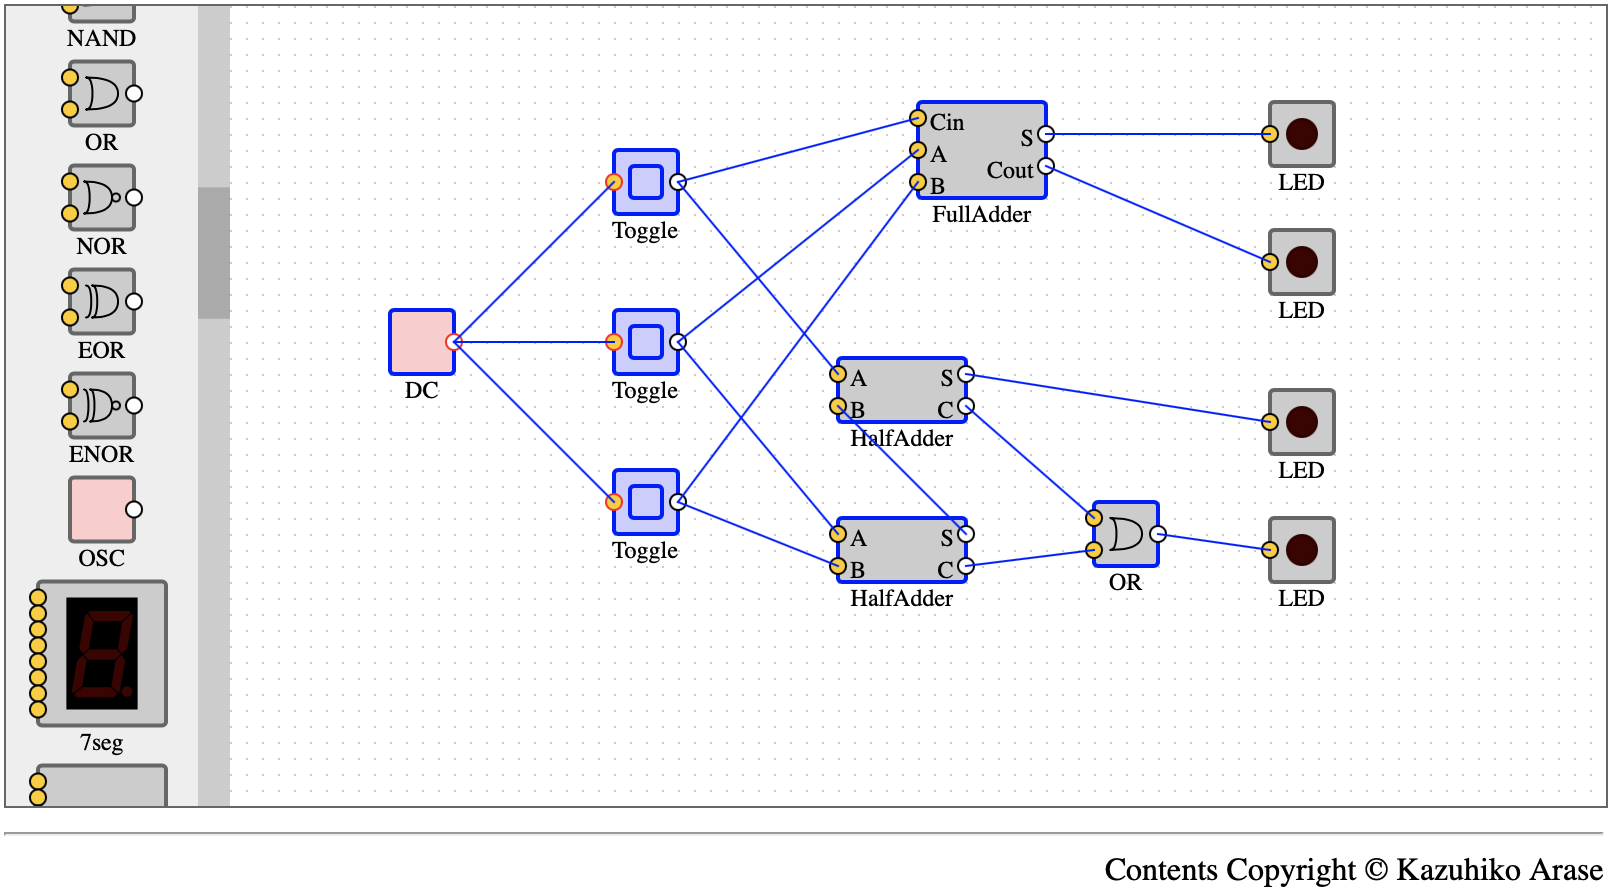 NAND
OR
NOR
EOR
ENOR
OSC
7seg
DC
Toggle
Toggle
Toggle
Cin
A
B
S
Cout
FullAdder
A
B
S
C
HalfAdder
A
B
S
C
HalfAdder
OR
LED
LED
LED
LED
Contents Copyright © Kazuhiko Arase